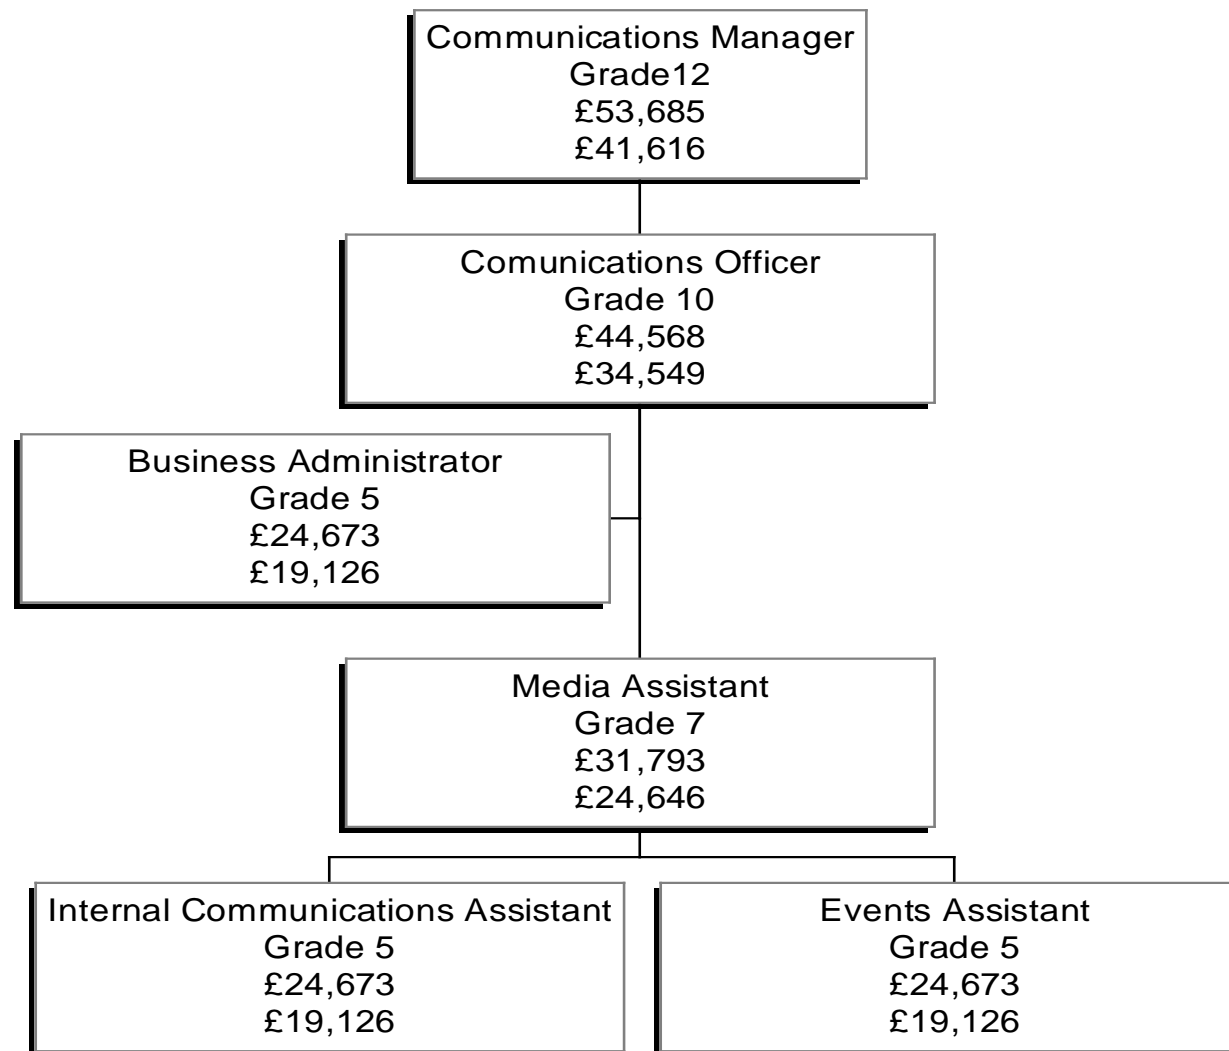 Communications Manager
Grade12
£53,685
£41,616
Comunications Officer
Grade 10
£44,568
£34,549
Business Administrator
Grade 5
£24,673
£19,126
Media Assistant
Grade 7
£31,793
£24,646
Internal Communications Assistant
Grade 5
£24,673
£19,126
Events Assistant
Grade 5
£24,673
£19,126